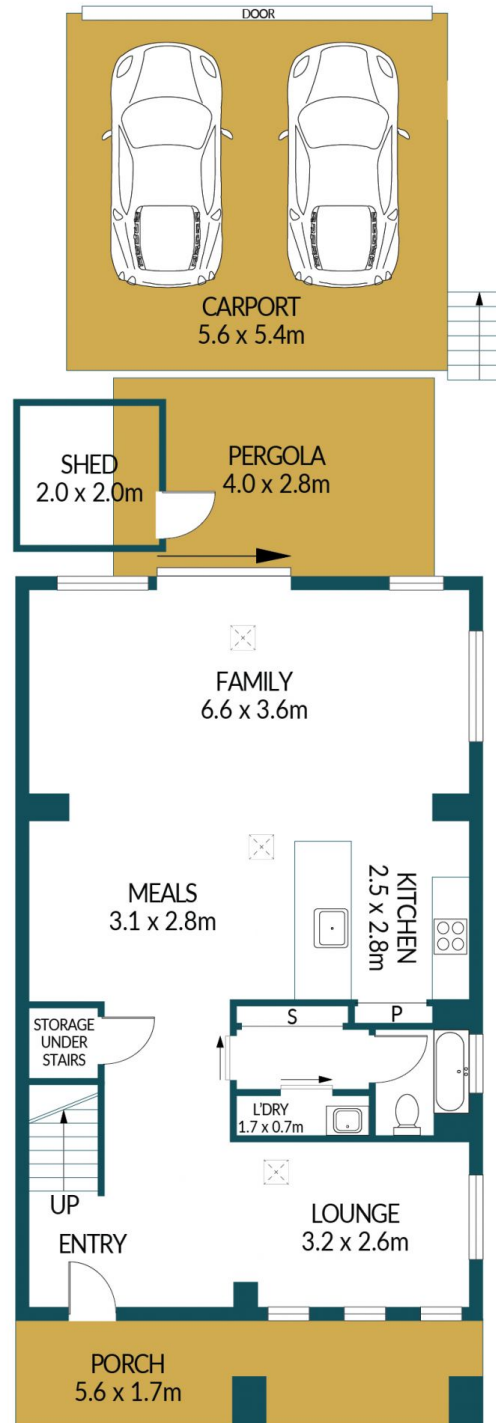 DOOR
CARPORT
5.6 x 5.4m
SHED
2.0 x 2.0m
PERGOLA
4.0 x 2.8m
FAMILY
6.6 x 3.6m
MEALS
3.1 x 2.8m
KITCHEN
2.5 x 2.8m
STORAGE
UNDER
STAIRS
S
P
L'DRY
1.7 x 0.7m
UP
ENTRY
LOUNGE
3.2 x 2.6m
PORCH
5.6 x 1.7m